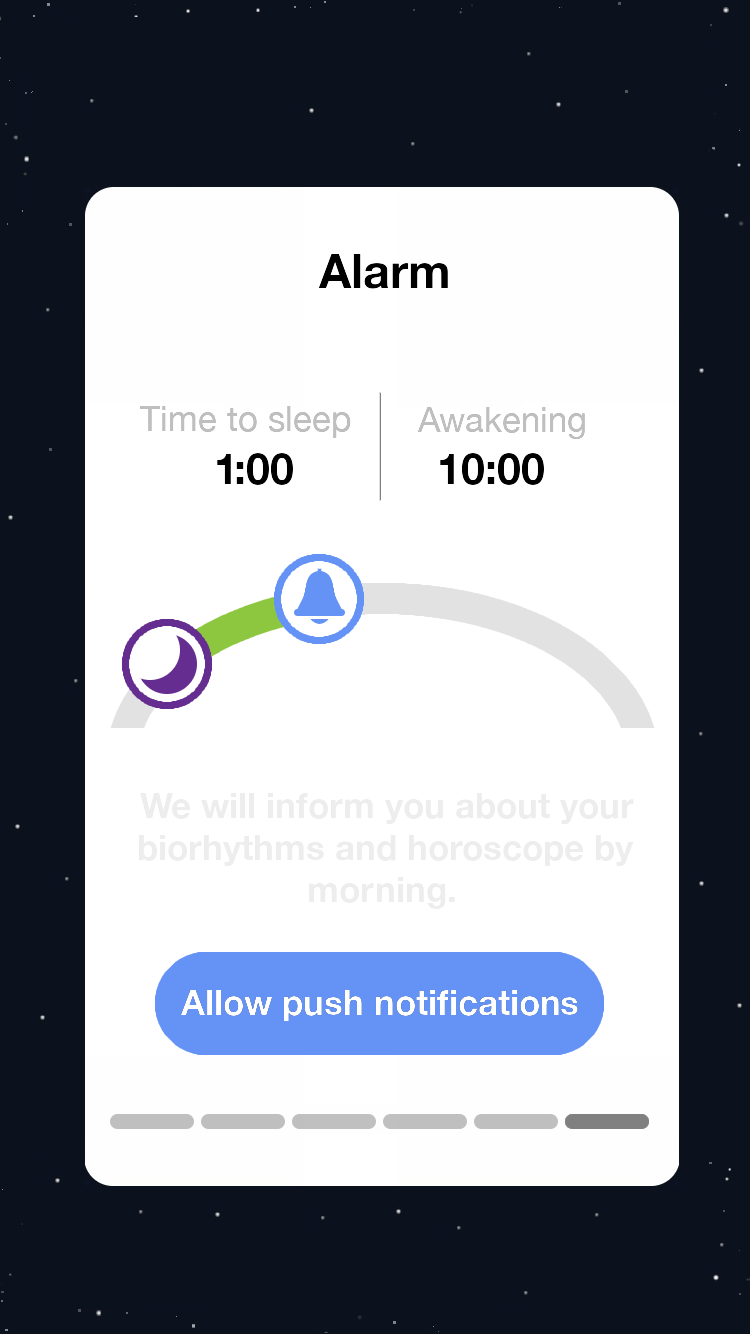 Alarm
Time to sleep
Awakening
1:00
10:00
We will inform you about your
biorhythms and horoscope by
morning.
Allow push notifications